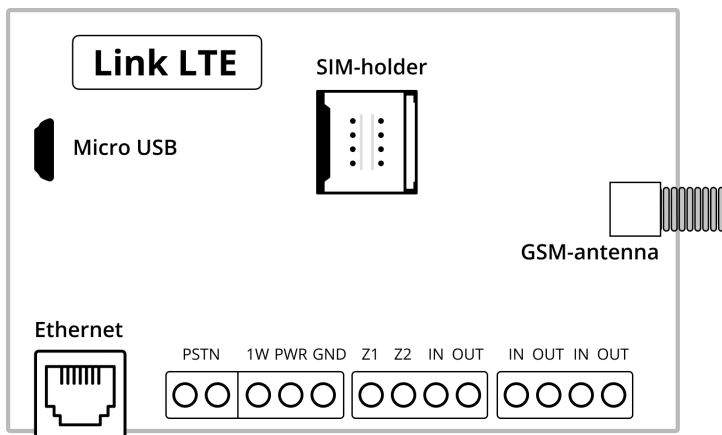 Link LTE
SIM-holder
Micro USB
GSM-antenna
Ethernet
PSTN 1W PWR GND Z1 Z2 IN OUT IN OUT IN OUT